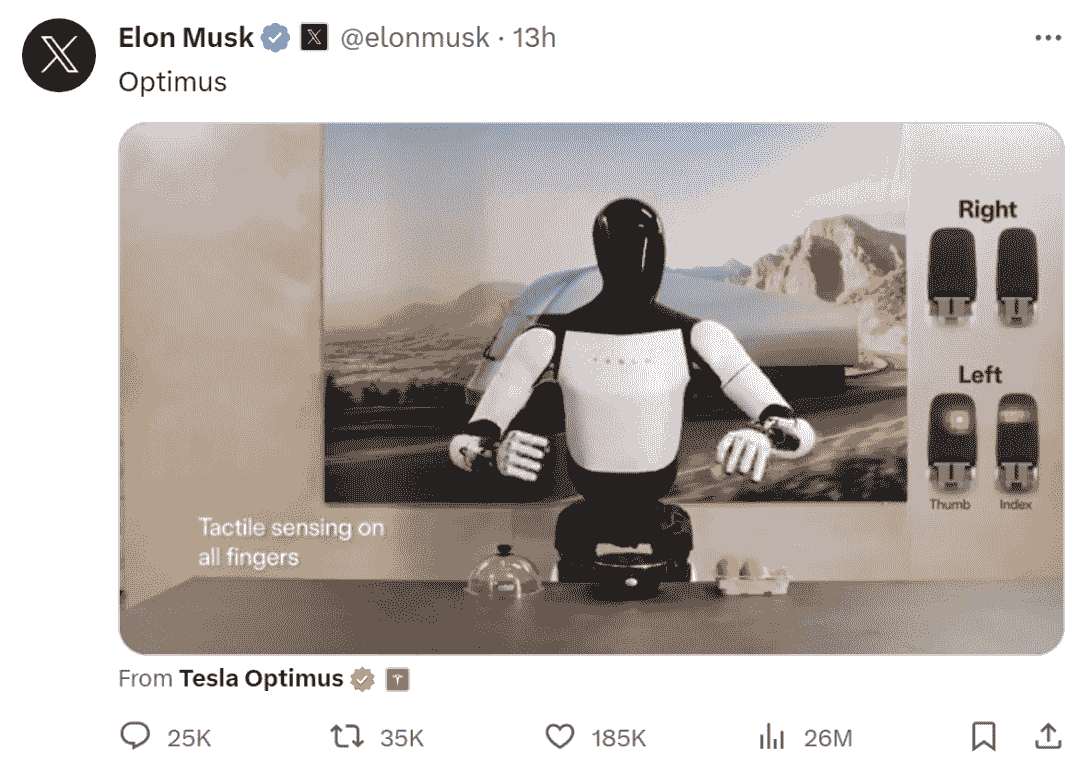 Elon Musk @elonmusk · 13h
Optimus
Right
TESLA
Left
Thumb Index
Tactile sensing on
all fingers
From Tesla Optimus
25K 35K 185K 26M